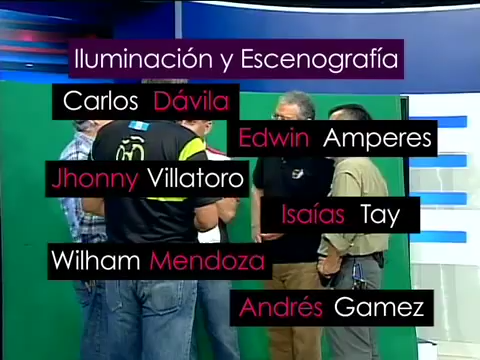 Iluminación y Escenografía
Carlos Dávila
Edwin Amperes
Jhonny Villatoro
Isaías Tay
Wilham Mendoza
Andrés Gamez